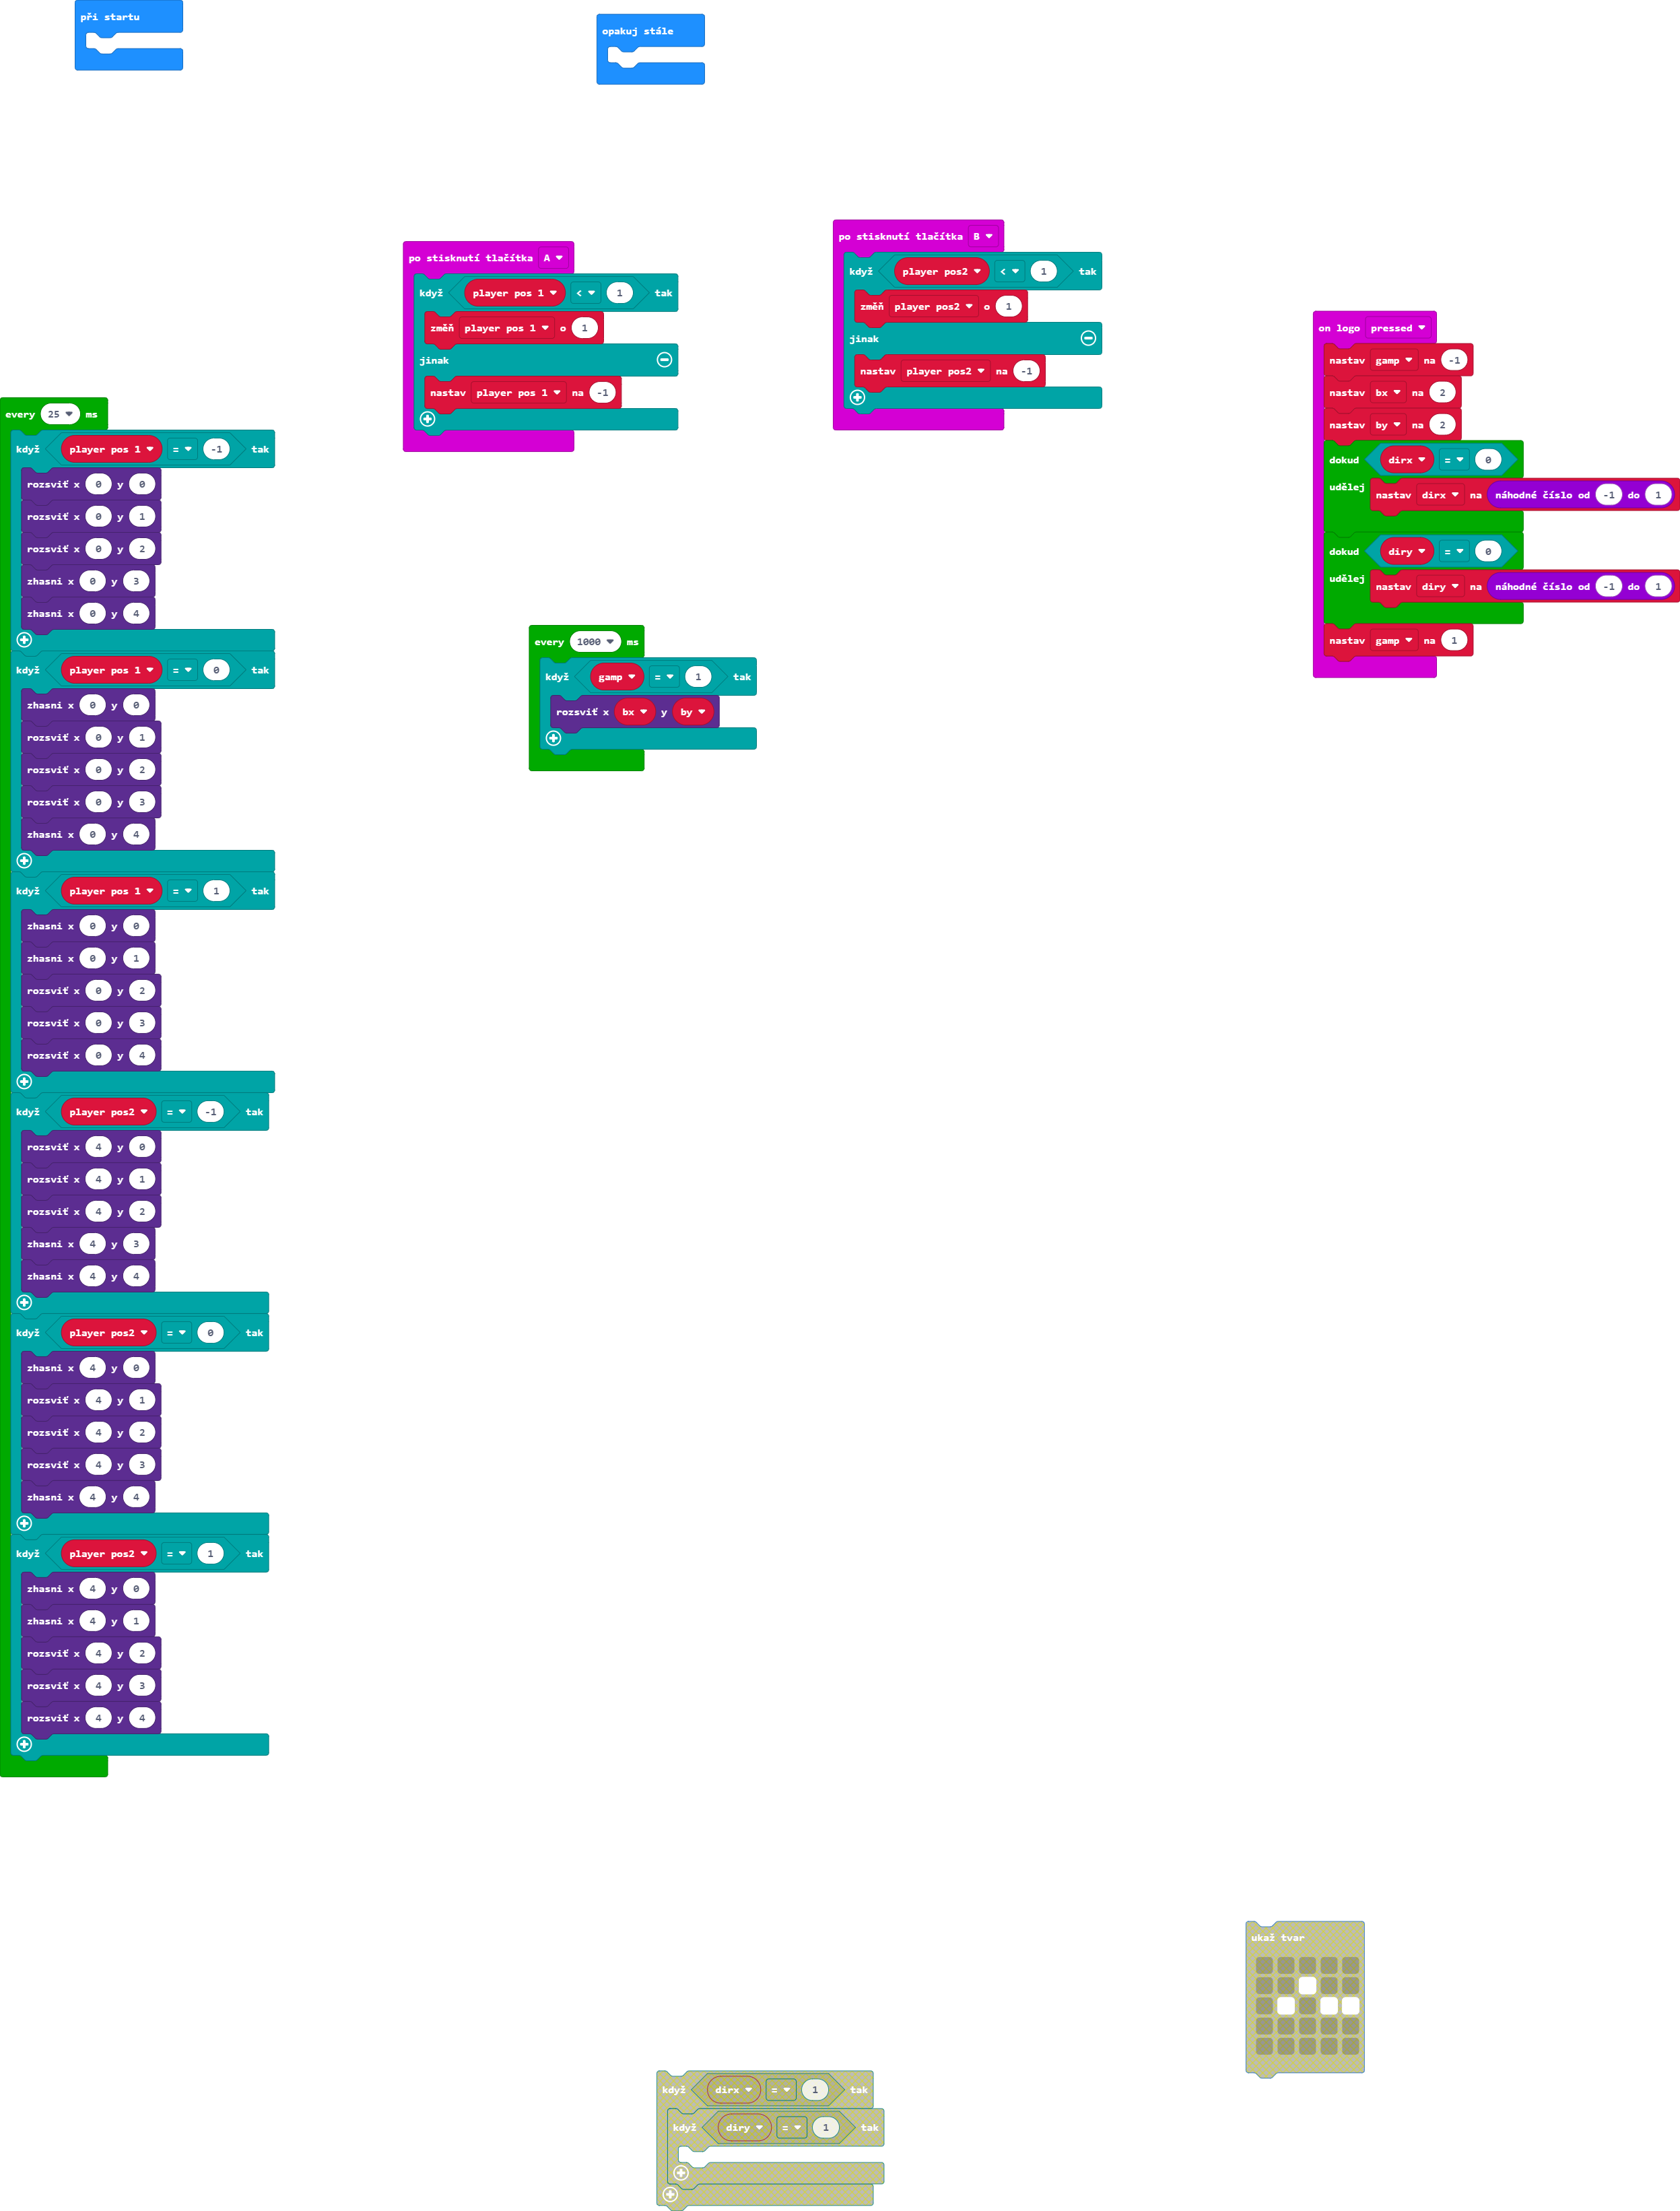 při startu
opakuj stále
po stisknutí tlačítka A
když player pos 1 < 1 tak
změň player pos 1 o 1
jinak
nastav player pos 1 na -1
po stisknutí tlačítka B
když player pos2 < 1 tak
změň player pos2 o 1
jinak
nastav player pos2 na -1
on logo pressed
nastav gamp na -1
nastav bx na 2
nastav by na 2
dokud dirx = 0
udělej nastav dirx na náhodné číslo od -1 do 1
dokud diry = 0
udělej nastav diry na náhodné číslo od -1 do 1
nastav gamp na 1
every 25 ms
když player pos 1 = -1 tak
rozsviť x 0 y 0
rozsviť x 0 y 1
rozsviť x 0 y 2
zhasni x 0 y 3
zhasni x 0 y 4
když player pos 1 = 0 tak
zhasni x 0 y 0
rozsviť x 0 y 1
rozsviť x 0 y 2
rozsviť x 0 y 3
zhasni x 0 y 4
když player pos 1 = 1 tak
zhasni x 0 y 0
zhasni x 0 y 1
rozsviť x 0 y 2
rozsviť x 0 y 3
rozsviť x 0 y 4
když player pos2 = -1 tak
rozsviť x 4 y 0
rozsviť x 4 y 1
rozsviť x 4 y 2
zhasni x 4 y 3
zhasni x 4 y 4
když player pos2 = 0 tak
zhasni x 4 y 0
rozsviť x 4 y 1
rozsviť x 4 y 2
rozsviť x 4 y 3
zhasni x 4 y 4
když player pos2 = 1 tak
zhasni x 4 y 0
zhasni x 4 y 1
rozsviť x 4 y 2
rozsviť x 4 y 3
rozsviť x 4 y 4
every 1000 ms
když gamp = 1 tak
rozsviť x bx y by
ukaž tvar
když dirx = 1 tak
když diry = 1 tak